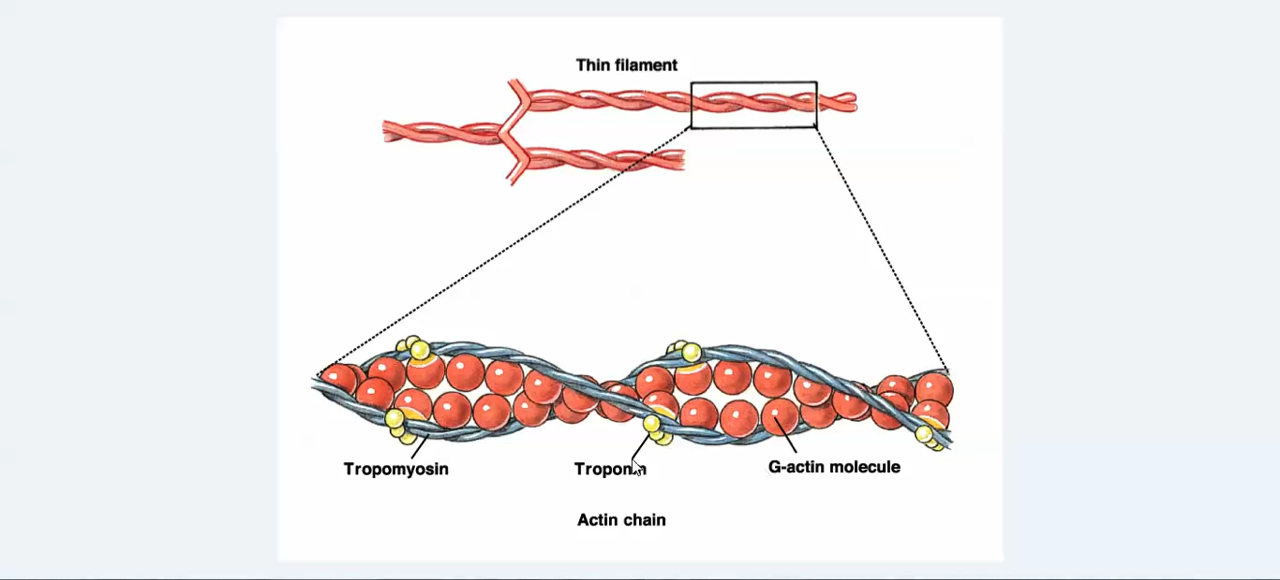 Thin filament
Tropomyosin
Troponin
G-actin molecule
Actin chain